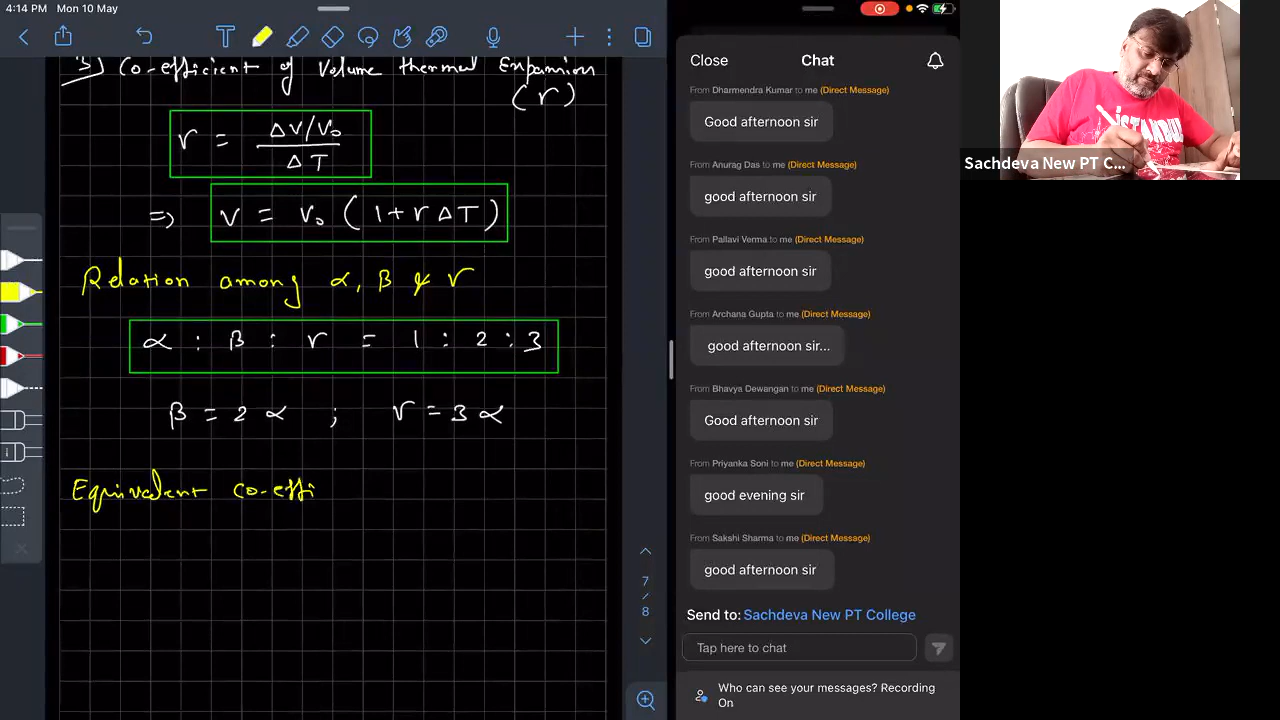 4:14 PM Mon 10 May
3) Co-efficient of Volume thermal Expansion
(γ)
γ = ΔV/V₀
ΔT
=> V = V₀ (1+γΔT)
Relation among α, β & γ
α : β : γ = 1 : 2 : 3
β = 2α ; γ = 3α
Equivalent co-effi
7
/
8
Close
Chat
From Dharmendra Kumar to me (Direct Message)
Good afternoon sir
From Anurag Das to me (Direct Message)
good afternoon sir
From Pallavi Verma to me (Direct Message)
good afternoon sir
From Archana Gupta to me (Direct Message)
good afternoon sir...
From Bhavya Dewangan to me (Direct Message)
Good afternoon sir
From Priyanka Soni to me (Direct Message)
good evening sir
From Sakshi Sharma to me (Direct Message)
good afternoon sir
Send to: Sachdeva New PT College
Tap here to chat
Who can see your messages? Recording
On
Sachdeva New PT C...